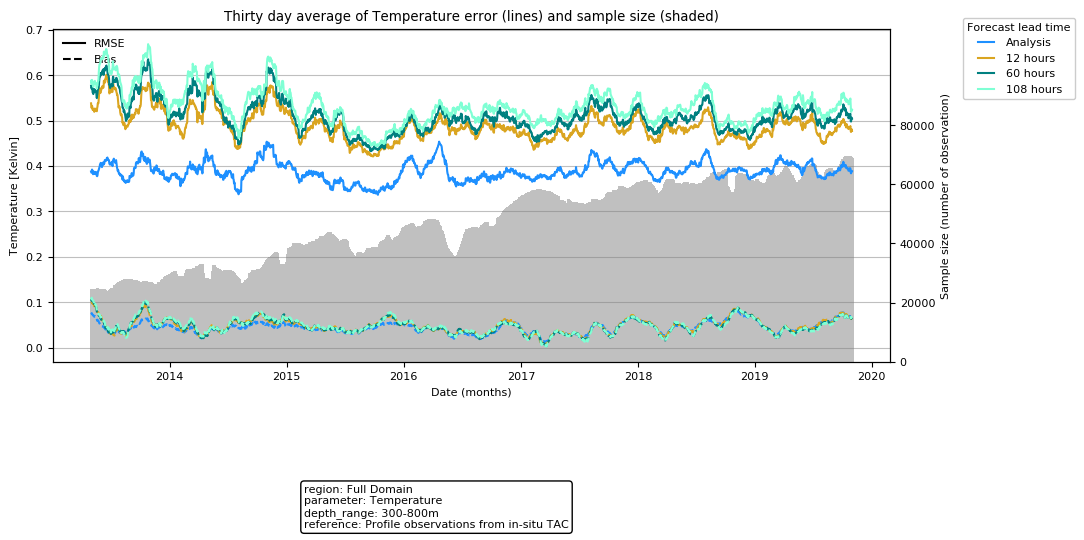 Thirty day average of Temperature error (lines) and sample size (shaded)
RMSE
Bias
Forecast lead time
Analysis
12 hours
60 hours
108 hours
Temperature [Kelvin]
0.7
0.6
0.5
0.4
0.3
0.2
0.1
0.0
80000
60000
40000
20000
0
Sample size (number of observation)
2014
2015
2016
2017
2018
2019
2020
Date (months)
region: Full Domain
parameter: Temperature
depth_range: 300-800m
reference: Profile observations from in-situ TAC